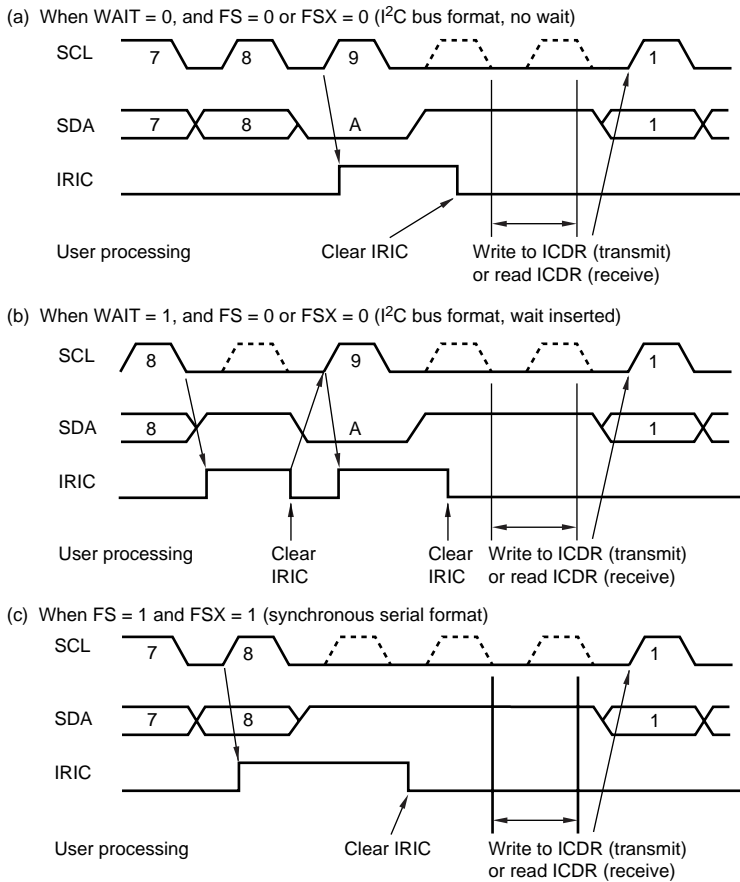 (a) When WAIT = 0, and FS = 0 or FSX = 0 (I²C bus format, no wait)
SCL 7 8 9 1
SDA 7 8 A 1
IRIC
User processing Clear IRIC Write to ICDR (transmit)
or read ICDR (receive)
(b) When WAIT = 1, and FS = 0 or FSX = 0 (I²C bus format, wait inserted)
SCL 8 9 1
SDA 8 A 1
IRIC
User processing Clear Clear Write to ICDR (transmit)
IRIC IRIC or read ICDR (receive)
(c) When FS = 1 and FSX = 1 (synchronous serial format)
SCL 7 8 1
SDA 7 8 1
IRIC
User processing Clear IRIC Write to ICDR (transmit)
or read ICDR (receive)